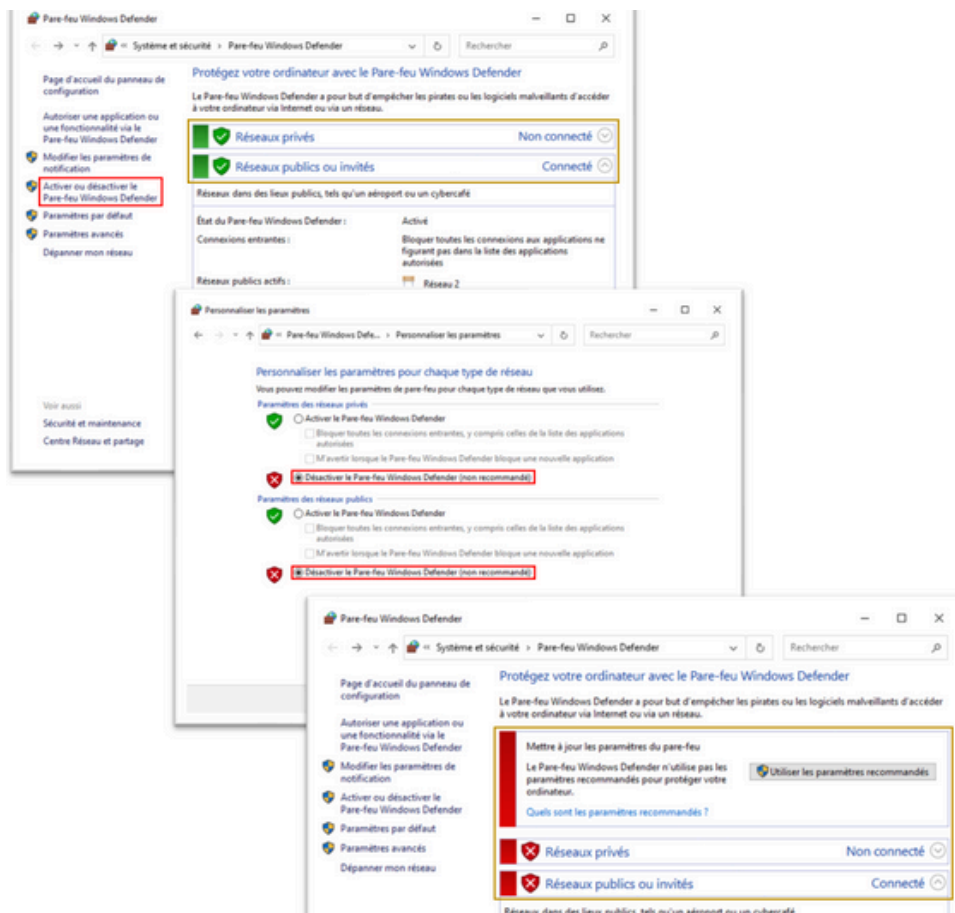 Pare-feu Windows Defender
« Système et sécurité › Pare-feu Windows Defender
Rechercher
Page d'accueil du panneau de
configuration
Autoriser une application ou
une fonctionnalité via le
Pare-feu Windows Defender
Modifier les paramètres de
notification
Activer ou désactiver le
Pare-feu Windows Defender
Paramètres par défaut
Paramètres avancés
Dépanner mon réseau
Voir aussi
Sécurité et maintenance
Centre Réseau et partage
Protégez votre ordinateur avec le Pare-feu Windows Defender
Le Pare-feu Windows Defender a pour but d'empêcher les pirates ou les logiciels malveillants d'accéder
à votre ordinateur via Internet ou via un réseau.
Réseaux privés Non connecté
Réseaux publics ou invités Connecté
Réseaux dans des lieux publics, tels qu'un aéroport ou un cybercafé
État du Pare-feu Windows Defender : Activé
Connexions entrantes : Bloquer toutes les connexions aux applications ne
figurant pas dans la liste des applications
autorisées
Réseaux publics actifs : Réseau 2
Personnaliser les paramètres
« Pare-feu Windows Defe... › Personnaliser les paramètres
Rechercher
Personnaliser les paramètres pour chaque type de réseau
Vous pouvez modifier les paramètres de pare-feu pour chaque type de réseau que vous utilisez.
Paramètres des réseaux privés
Activer le Pare-feu Windows Defender
Bloquer toutes les connexions entrantes, y compris celles de la liste des applications
autorisées
M'avertir lorsque le Pare-feu Windows Defender bloque une nouvelle application
Désactiver le Pare-feu Windows Defender (non recommandé)
Paramètres des réseaux publics
Activer le Pare-feu Windows Defender
Bloquer toutes les connexions entrantes, y compris celles de la liste des applications
autorisées
M'avertir lorsque le Pare-feu Windows Defender bloque une nouvelle application
Désactiver le Pare-feu Windows Defender (non recommandé)
Pare-feu Windows Defender
« Système et sécurité › Pare-feu Windows Defender
Rechercher
Page d'accueil du panneau de
configuration
Autoriser une application ou
une fonctionnalité via le
Pare-feu Windows Defender
Modifier les paramètres de
notification
Activer ou désactiver le
Pare-feu Windows Defender
Paramètres par défaut
Paramètres avancés
Dépanner mon réseau
Protégez votre ordinateur avec le Pare-feu Windows Defender
Le Pare-feu Windows Defender a pour but d'empêcher les pirates ou les logiciels malveillants d'accéder
à votre ordinateur via Internet ou via un réseau.
Mettre à jour les paramètres du pare-feu
Le Pare-feu Windows Defender n'utilise pas les
paramètres recommandés pour protéger votre
ordinateur.
Utiliser les paramètres recommandés
Quels sont les paramètres recommandés ?
Réseaux privés Non connecté
Réseaux publics ou invités Connecté
Réseaux dans des lieux publics, tels qu'un aéroport ou un cybercafé